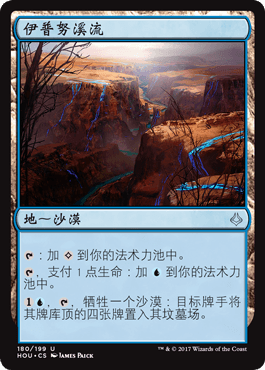 伊普努溪流
地～沙漠
：加 到你的法术力池中。
，支付 1 点生命：加 到你的法术力
池中。
1 ，，牺牲一个沙漠：目标牌手将
其牌库顶的四张牌置入其坟墓场。
180/199 U
HOU • CS JAMES PAICK
™ & © 2017 Wizards of the Coast